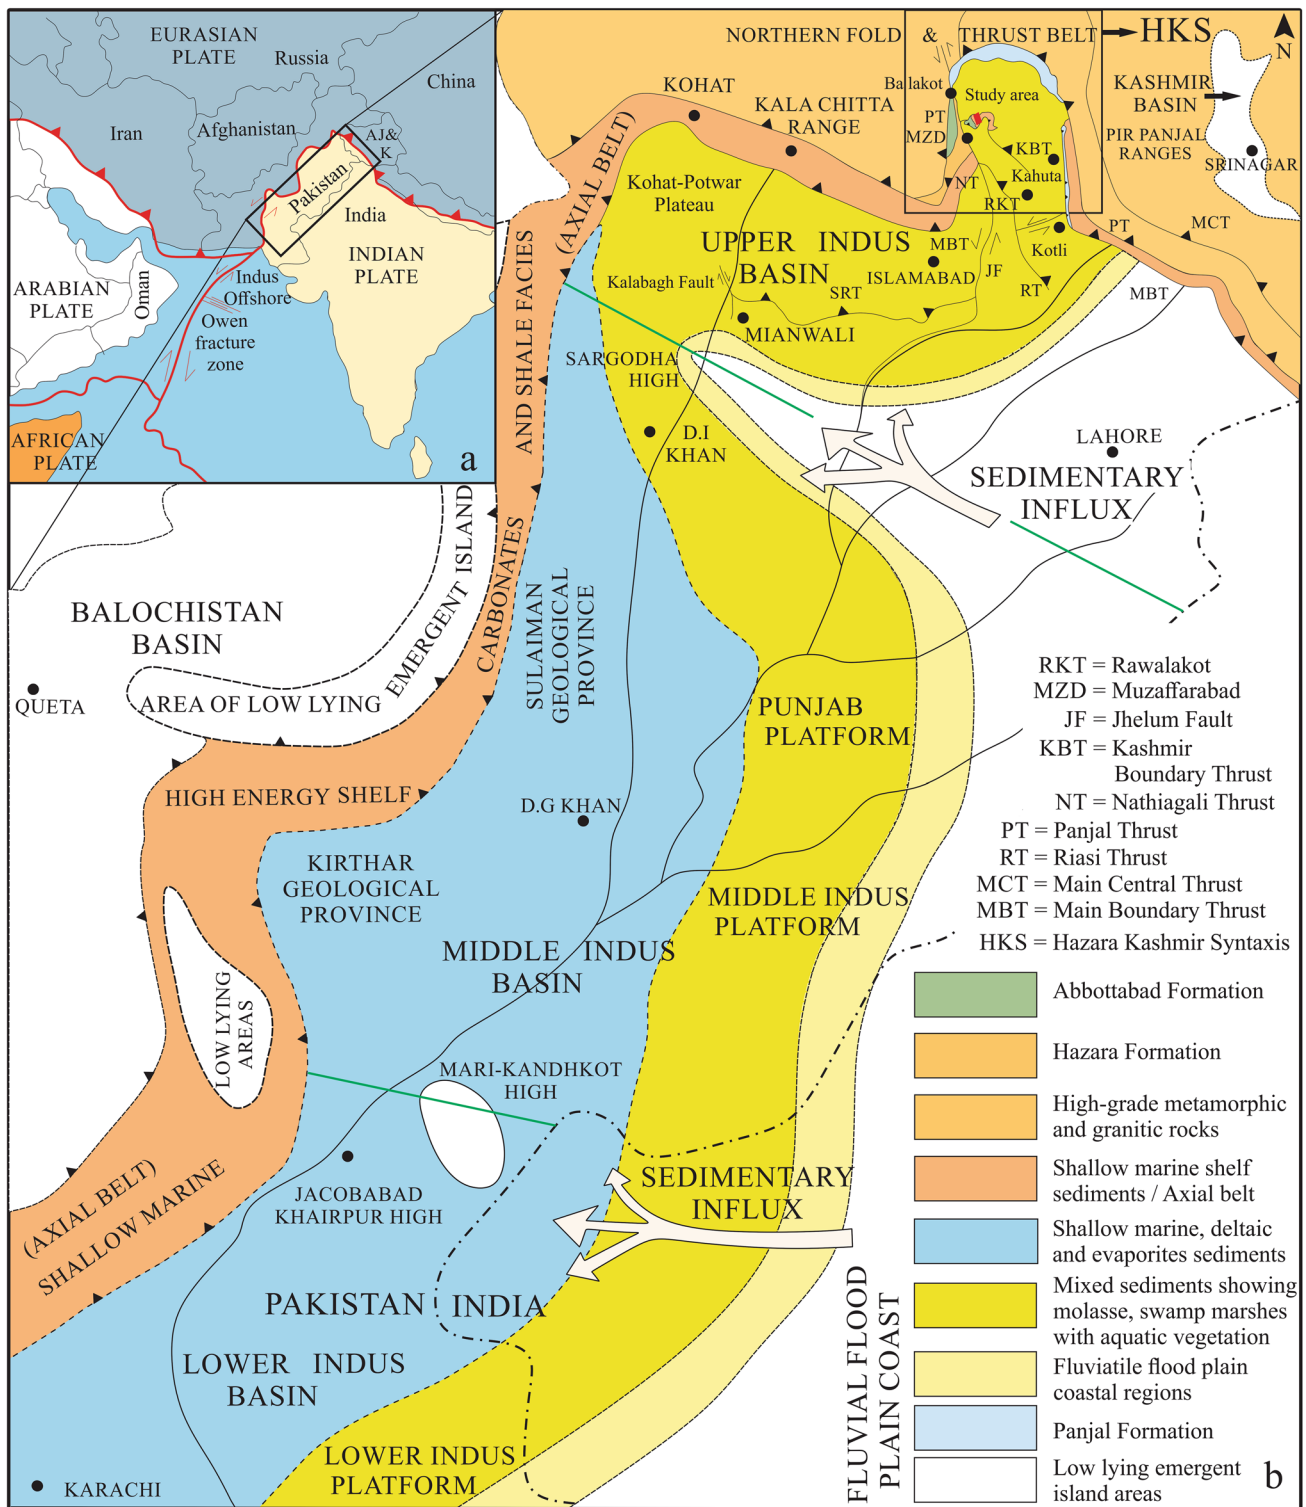 EURASIAN
PLATE
Russia
China
Iran
Afghanistan
AJ&
K
Pakistan
India
INDIAN
PLATE
ARABIAN
PLATE
Oman
Indus
Offshore
Owen
fracture
zone
AFRICAN
PLATE
a
NORTHERN FOLD & THRUST BELT
HKS
N
KOHAT
KALA CHITTA
RANGE
Ballakot
Study area
PT
MZD
KBT
Kahuta
NT
RKT
KASHMIR
BASIN
PIR PANJAL
RANGES
SRINAGAR
(AXIAL BELT)
Kohat-Potwar
Plateau
UPPER INDUS
BASIN
MBT
ISLAMABAD
JF
Kotli
RT
PT
MCT
MBT
Kalabagh Fault
SRT
MIANWALI
SARGODHA
HIGH
D.I
KHAN
LAHORE
SEDIMENTARY
INFLUX
CARBONATES AND SHALE FACIES
BALOCHISTAN
BASIN
QUETA
AREA OF LOW LYING EMERGENT ISLAND
SULAIMAN
GEOLOGICAL
PROVINCE
PUNJAB
PLATFORM
HIGH ENERGY SHELF
D.G KHAN
KIRTHAR
GEOLOGICAL
PROVINCE
MIDDLE INDUS
PLATFORM
MIDDLE INDUS
BASIN
LOW LYING
AREAS
MARI-KANDHKOT
HIGH
JACOBABAD
KHAIRPUR HIGH
(AXIAL BELT)
SHALLOW MARINE
SEDIMENTARY
INFLUX
PAKISTAN
INDIA
LOWER INDUS
BASIN
LOWER INDUS
PLATFORM
KARACHI
FLUVIAL FLOOD
PLAIN COAST
RKT = Rawalakot
MZD = Muzaffarabad
JF = Jhelum Fault
KBT = Kashmir
Boundary Thrust
NT = Nathiagali Thrust
PT = Panjal Thrust
RT = Riasi Thrust
MCT = Main Central Thrust
MBT = Main Boundary Thrust
HKS = Hazara Kashmir Syntaxis
Abbottabad Formation
Hazara Formation
High-grade metamorphic
and granitic rocks
Shallow marine shelf
sediments / Axial belt
Shallow marine, deltaic
and evaporites sediments
Mixed sediments showing
molasse, swamp marshes
with aquatic vegetation
Fluviatile flood plain
coastal regions
Panjal Formation
Low lying emergent
island areas
b